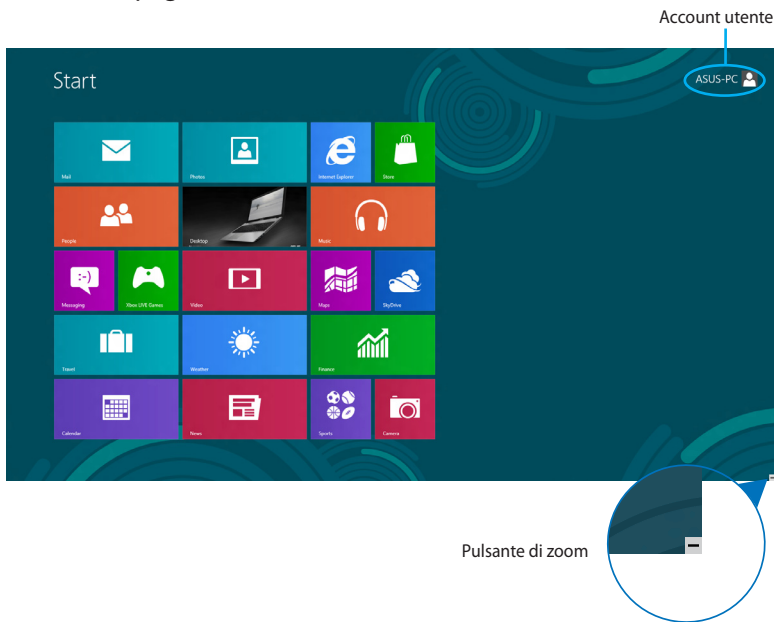 Account utente
Start
ASUS-PC
Mail
Photos
Internet Explorer
Store
People
Desktop
Music
Messaging
Xbox LIVE Games
Video
Maps
SkyDrive
Travel
Weather
Finance
Calendar
News
Sports
Camera
Pulsante di zoom